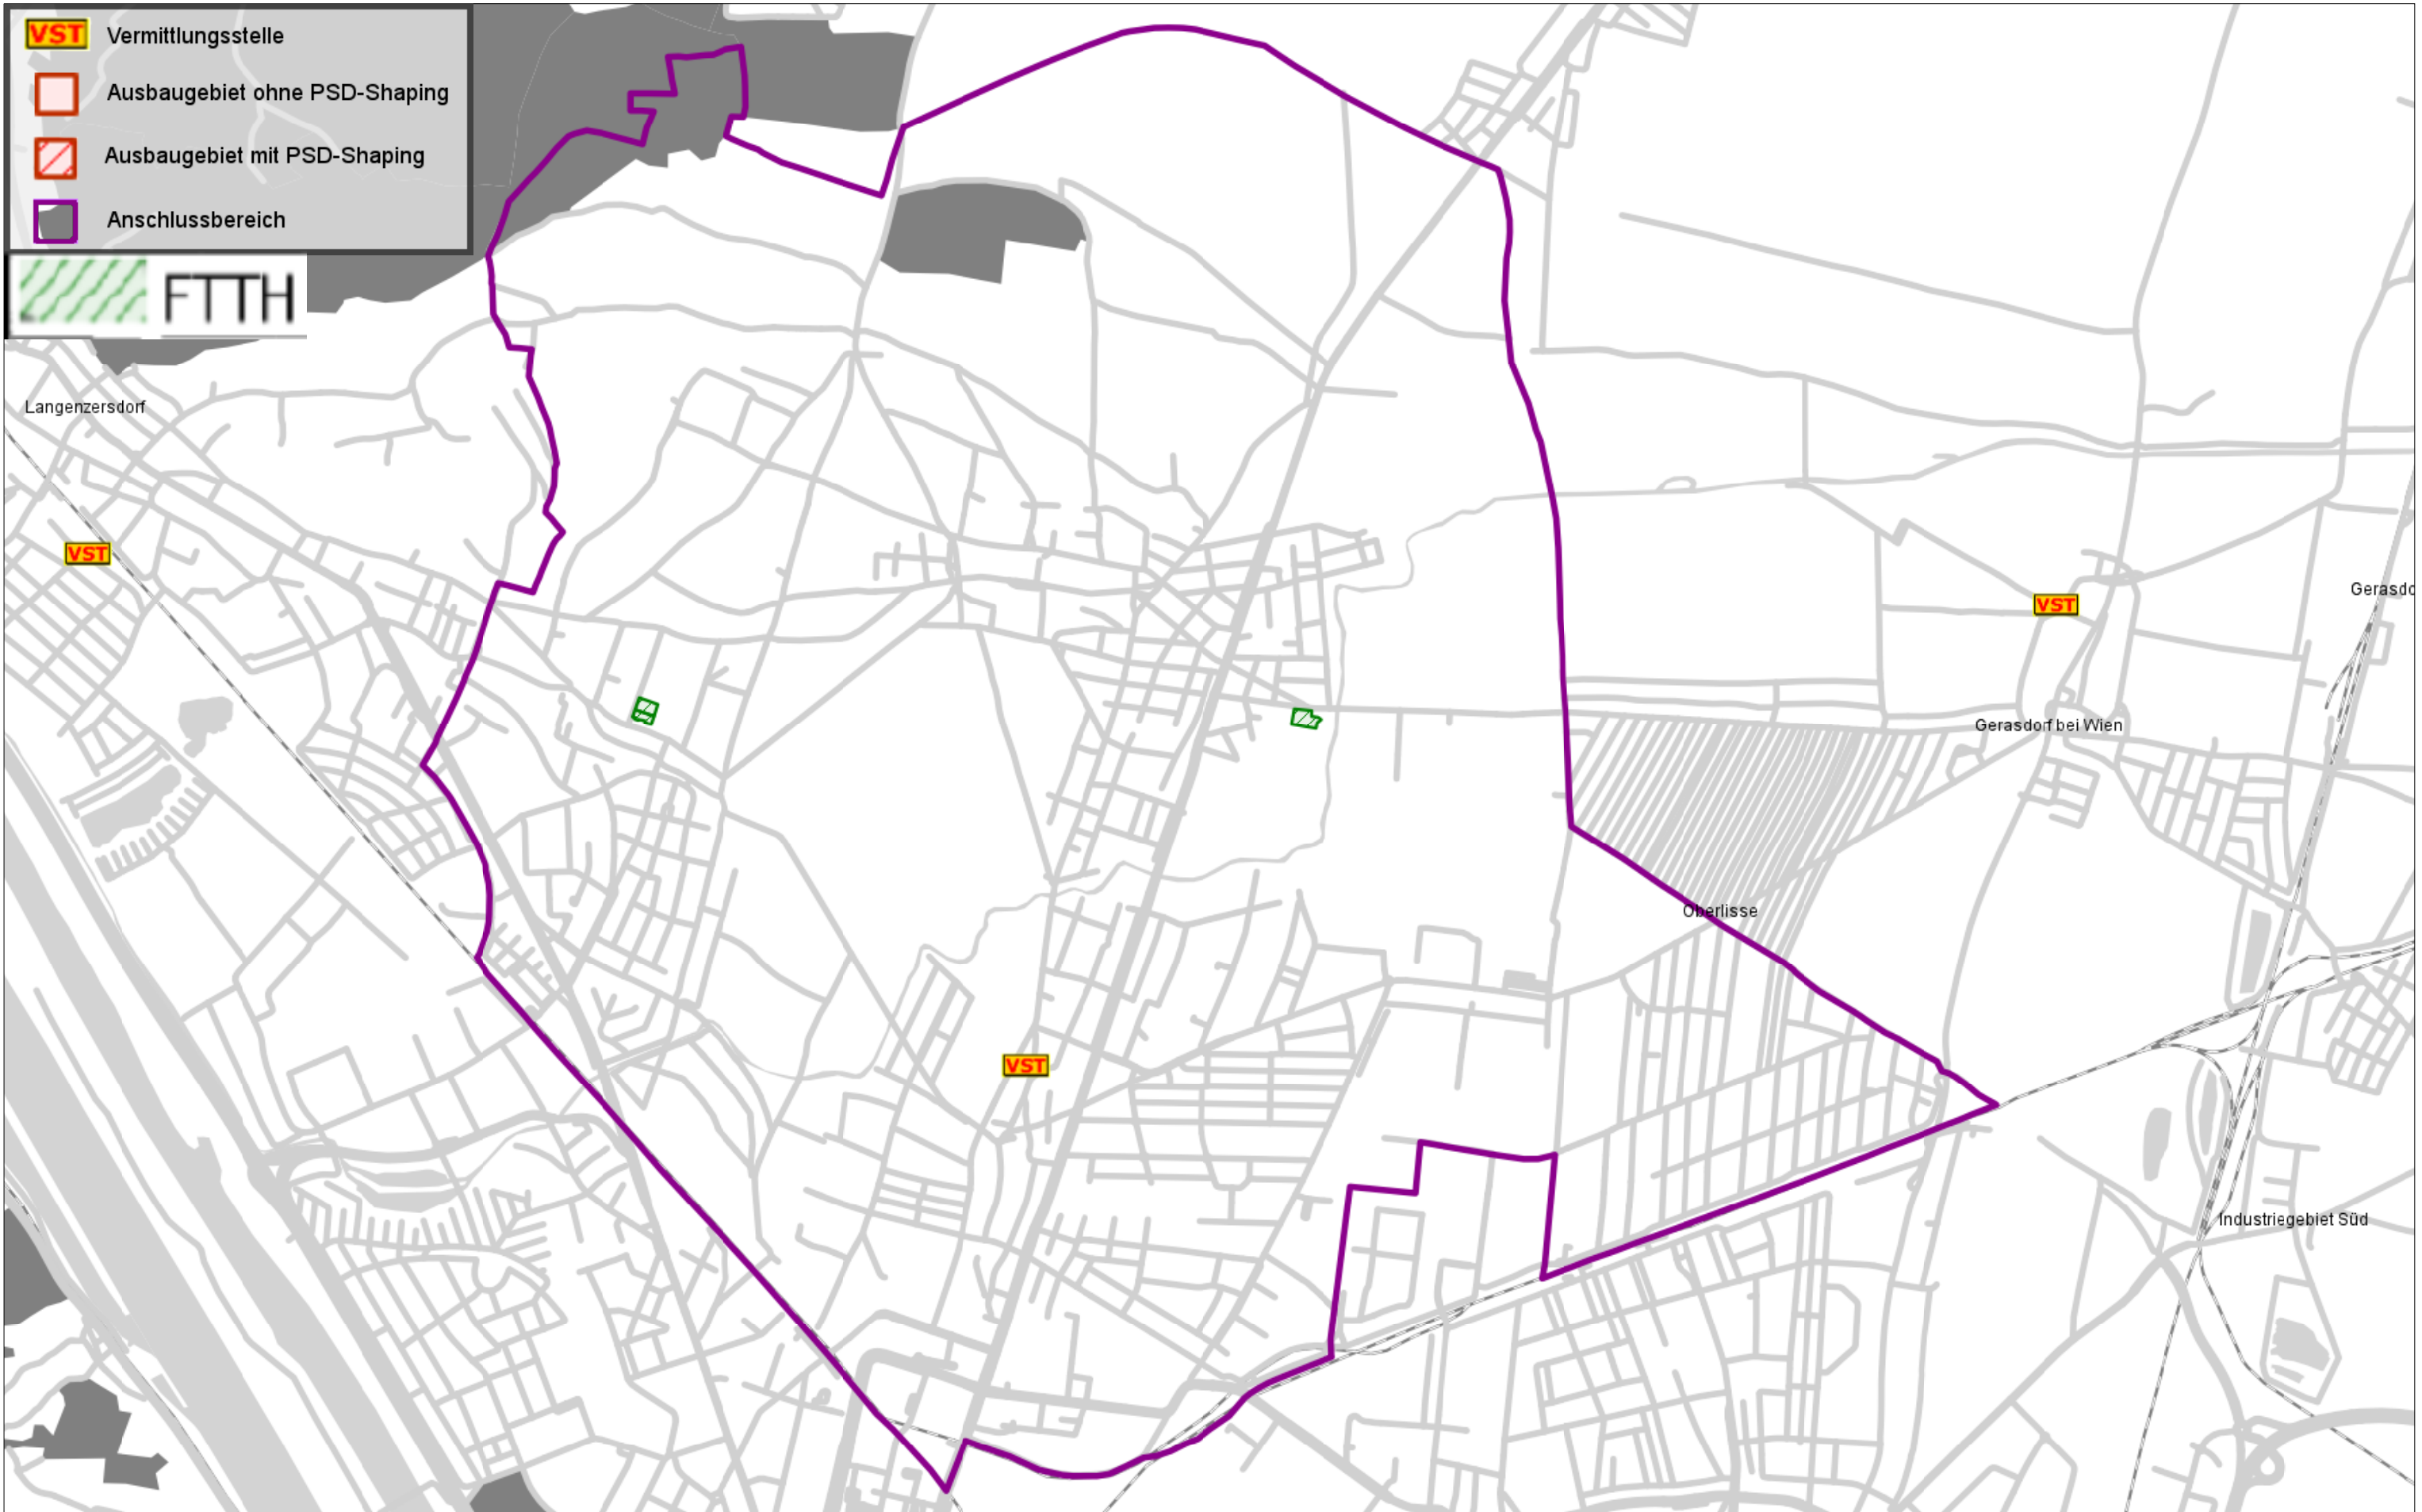 VST Vermittlungsstelle
Ausbaugebiet ohne PSD-Shaping
Ausbaugebiet mit PSD-Shaping
Anschlussbereich
FTTH
Langenzersdorf
VST
Gerasdo
VST
Gerasdorf bei Wien
Oberlisse
VST
Industriegebiet Süd